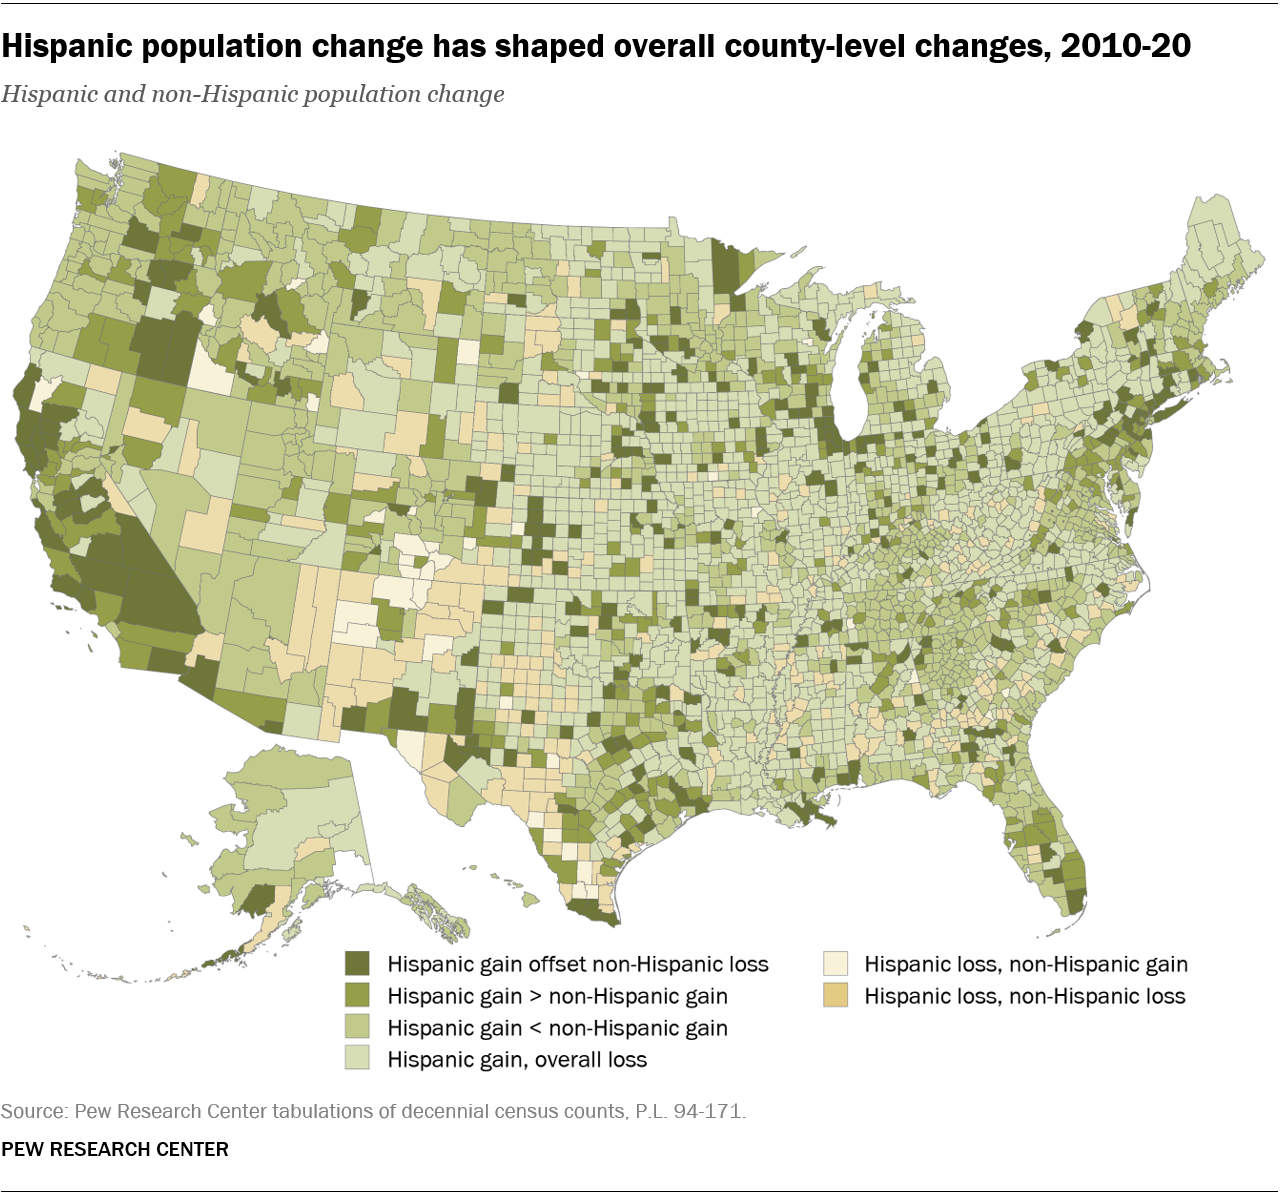 Hispanic population change has shaped overall county-level changes, 2010-20
Hispanic and non-Hispanic population change
Hispanic gain offset non-Hispanic loss
Hispanic gain > non-Hispanic gain
Hispanic gain < non-Hispanic gain
Hispanic gain, overall loss
Hispanic loss, non-Hispanic gain
Hispanic loss, non-Hispanic loss
Source: Pew Research Center tabulations of decennial census counts, P.L. 94-171.
PEW RESEARCH CENTER